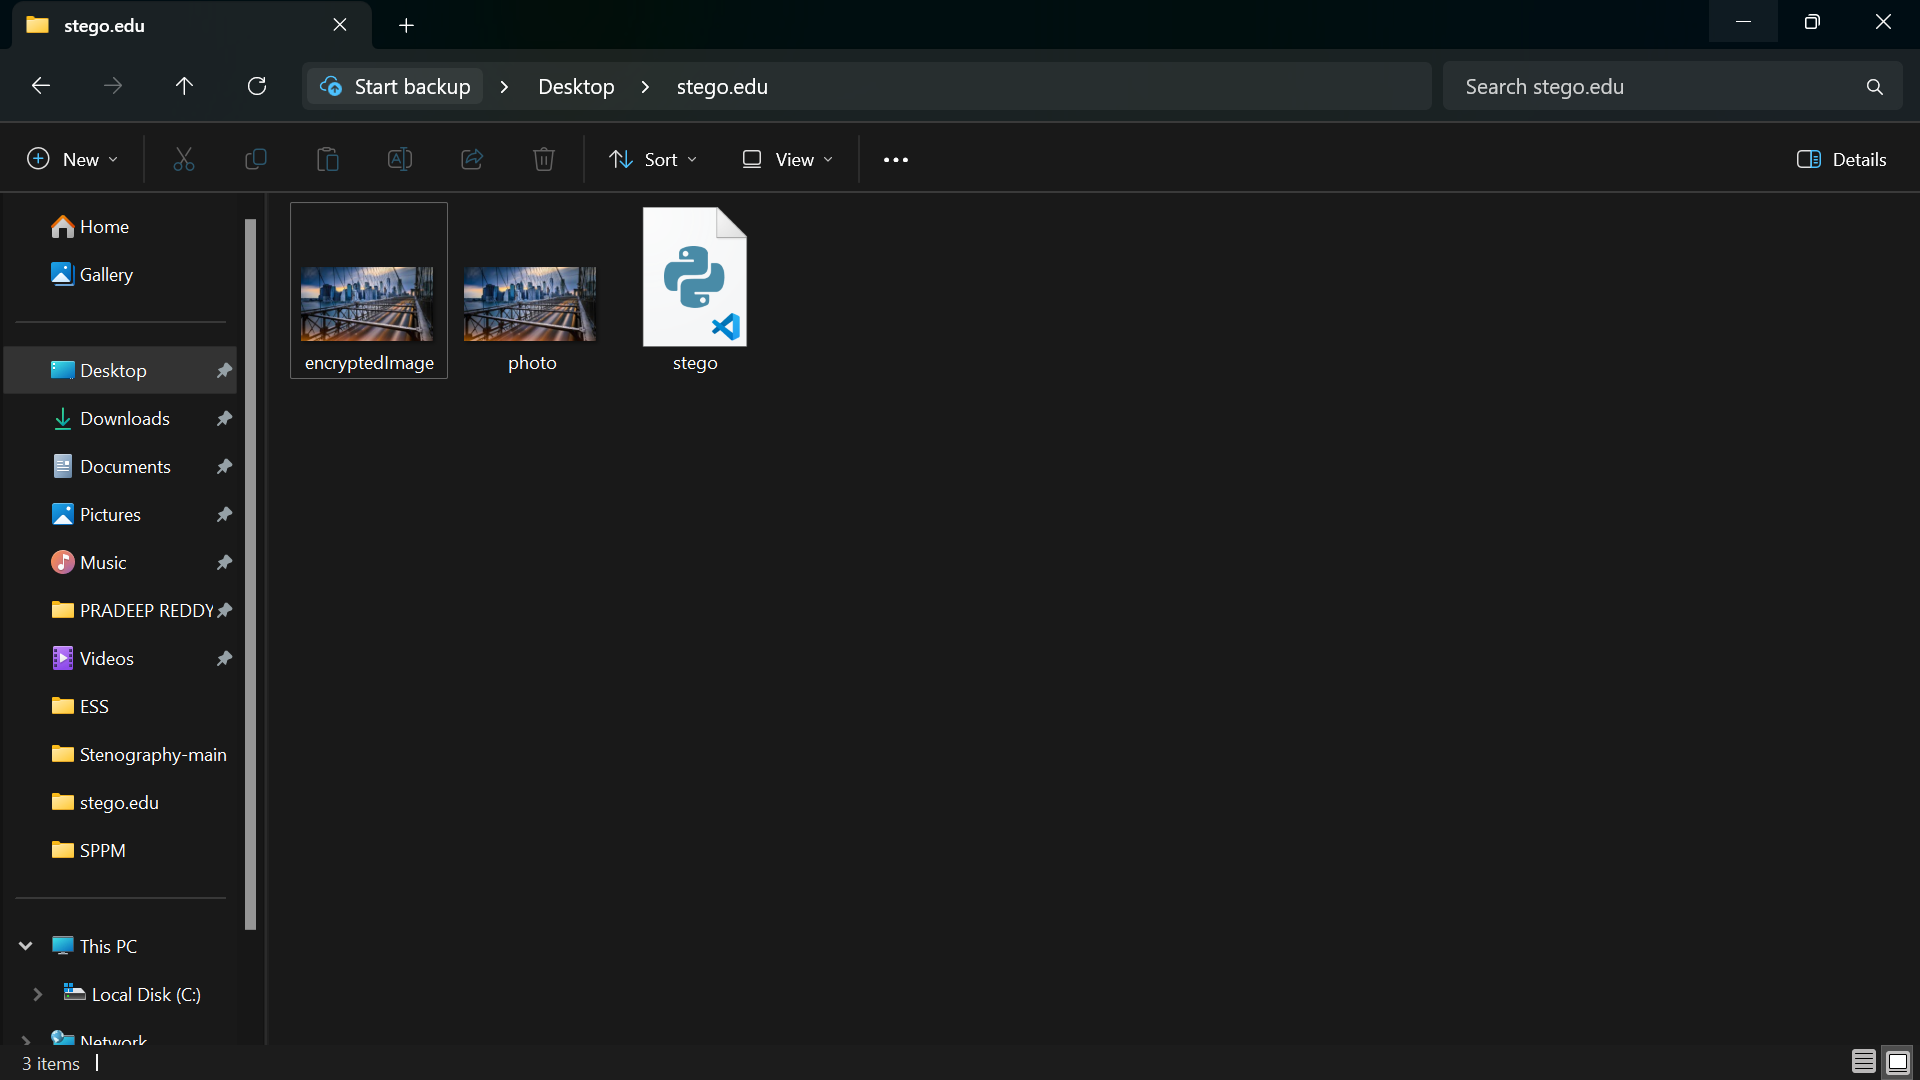 stego.edu
Start backup > Desktop > stego.edu
Search stego.edu
New
Sort
View
Details
Home
Gallery
Desktop
Downloads
Documents
Pictures
Music
PRADEEP REDDY
Videos
ESS
Stenography-main
stego.edu
SPPM
This PC
Local Disk (C:)
Network
encryptedImage
photo
stego
3 items